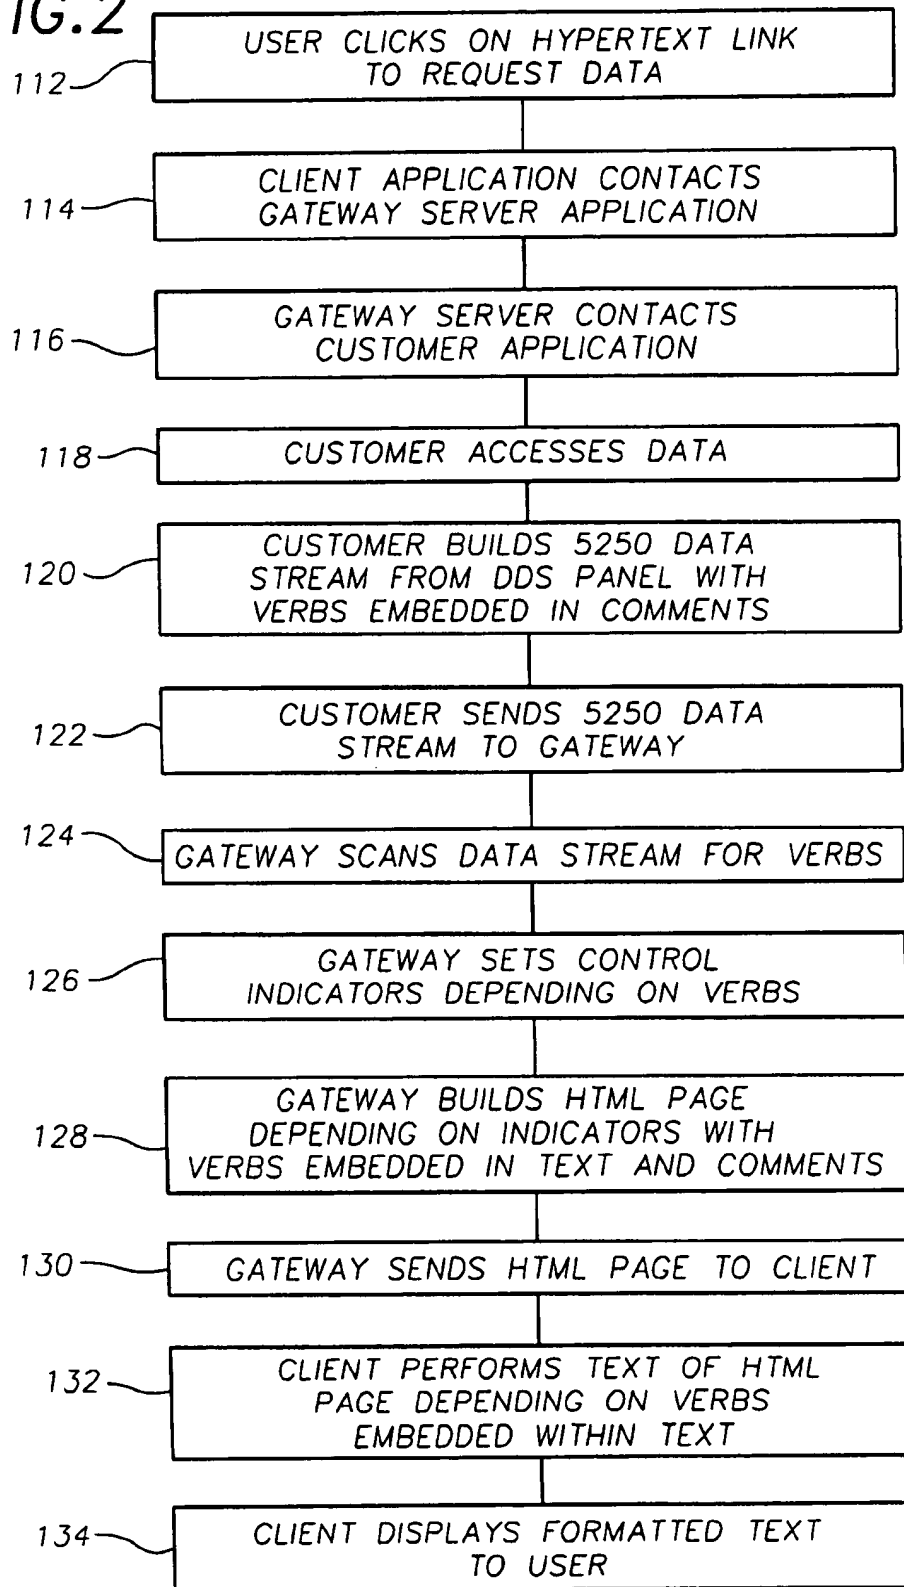 IG.2
USER CLICKS ON HYPERTEXT LINK
TO REQUEST DATA
112
CLIENT APPLICATION CONTACTS
GATEWAY SERVER APPLICATION
114
GATEWAY SERVER CONTACTS
CUSTOMER APPLICATION
116
CUSTOMER ACCESSES DATA
118
CUSTOMER BUILDS 5250 DATA
STREAM FROM DDS PANEL WITH
VERBS EMBEDDED IN COMMENTS
120
CUSTOMER SENDS 5250 DATA
STREAM TO GATEWAY
122
GATEWAY SCANS DATA STREAM FOR VERBS
124
GATEWAY SETS CONTROL
INDICATORS DEPENDING ON VERBS
126
GATEWAY BUILDS HTML PAGE
DEPENDING ON INDICATORS WITH
VERBS EMBEDDED IN TEXT AND COMMENTS
128
GATEWAY SENDS HTML PAGE TO CLIENT
130
CLIENT PERFORMS TEXT OF HTML
PAGE DEPENDING ON VERBS
EMBEDDED WITHIN TEXT
132
CLIENT DISPLAYS FORMATTED TEXT
TO USER
134